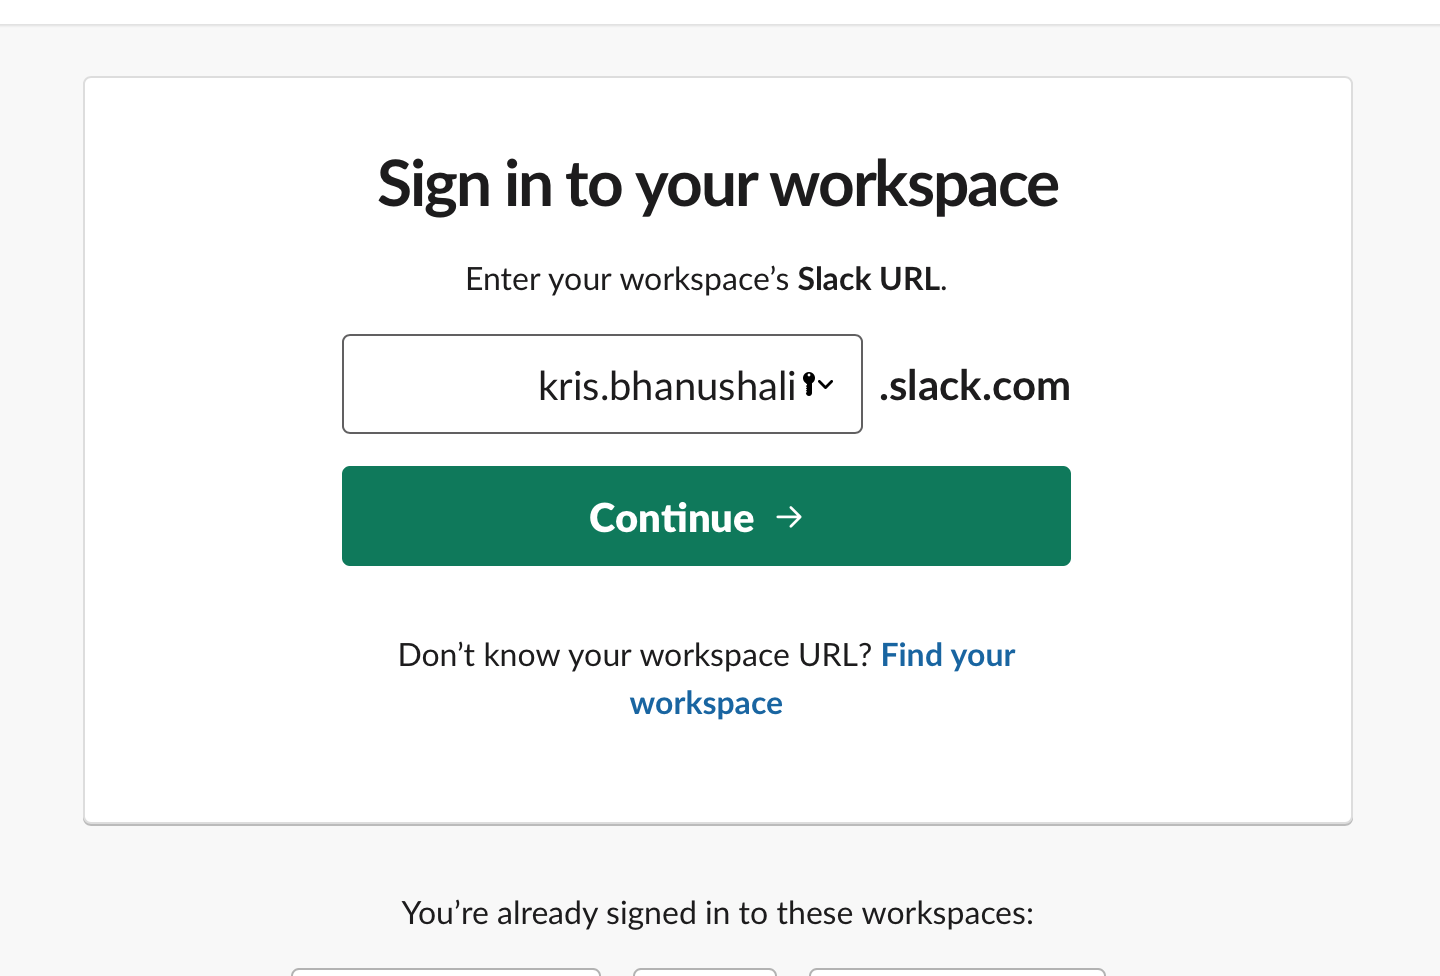 Sign in to your workspace
Enter your workspace’s Slack URL.
kris.bhanushali .slack.com
Continue →
Don’t know your workspace URL? Find your
workspace
You’re already signed in to these workspaces: